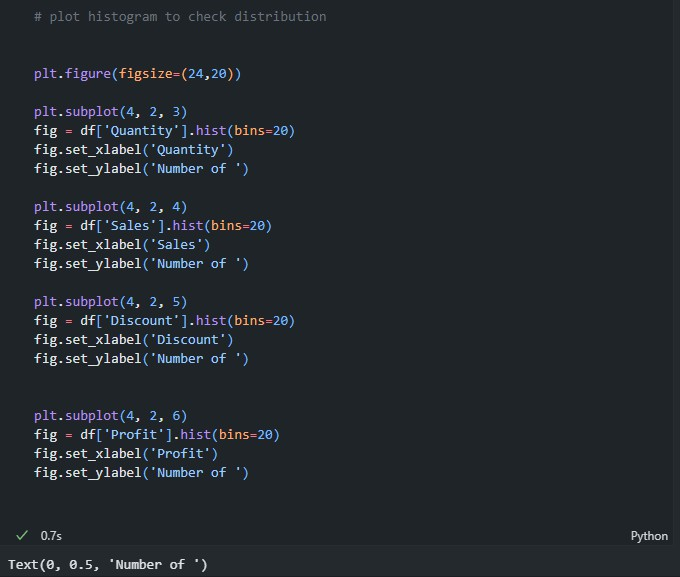 # plot histogram to check distribution
plt.figure(figsize=(24,20))
plt.subplot(4, 2, 3)
fig = df['Quantity'].hist(bins=20)
fig.set_xlabel('Quantity')
fig.set_ylabel('Number of ')
plt.subplot(4, 2, 4)
fig = df['Sales'].hist(bins=20)
fig.set_xlabel('Sales')
fig.set_ylabel('Number of ')
plt.subplot(4, 2, 5)
fig = df['Discount'].hist(bins=20)
fig.set_xlabel('Discount')
fig.set_ylabel('Number of ')
plt.subplot(4, 2, 6)
fig = df['Profit'].hist(bins=20)
fig.set_xlabel('Profit')
fig.set_ylabel('Number of ')
0.7s Python
Text(0, 0.5, 'Number of ')